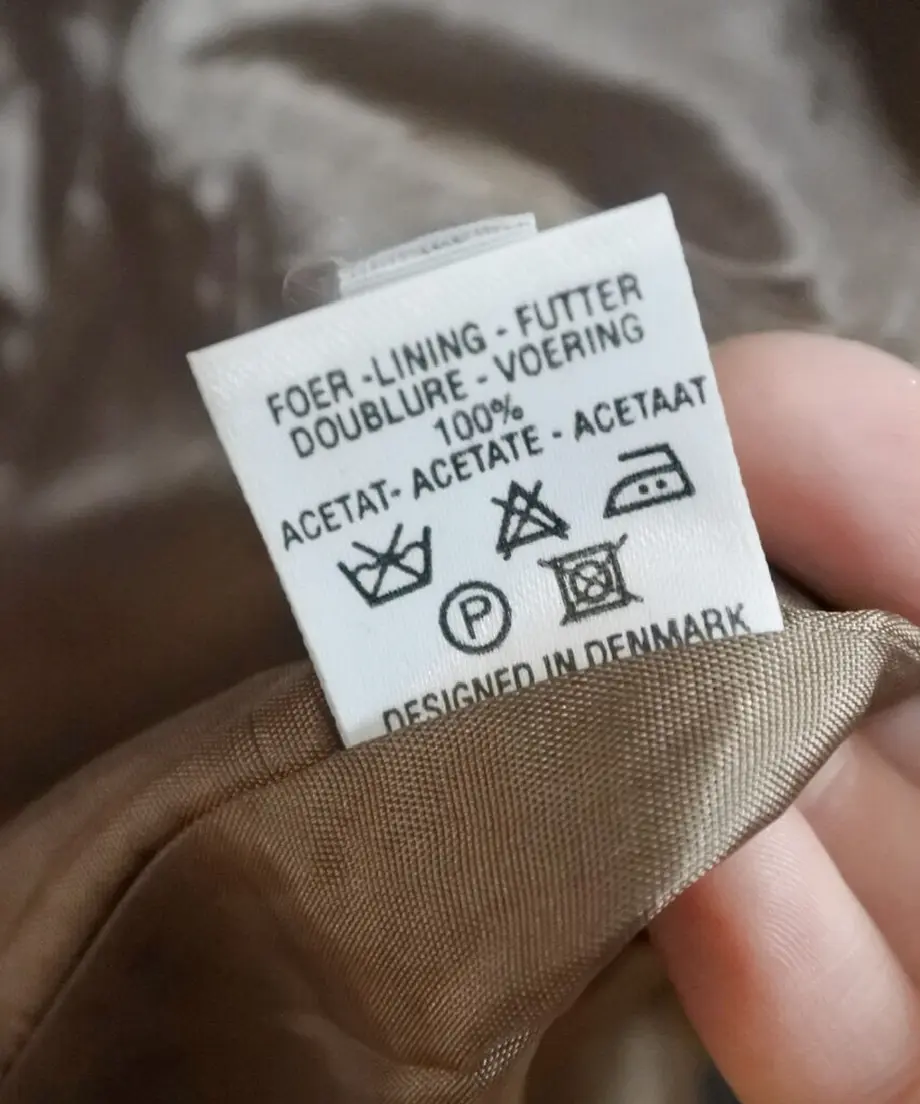 FOER -LINING - FUTTER
DOUBLURE - VOERING
100%
ACETAT- ACETATE - ACETAAT
P
DESIGNED IN DENMARK